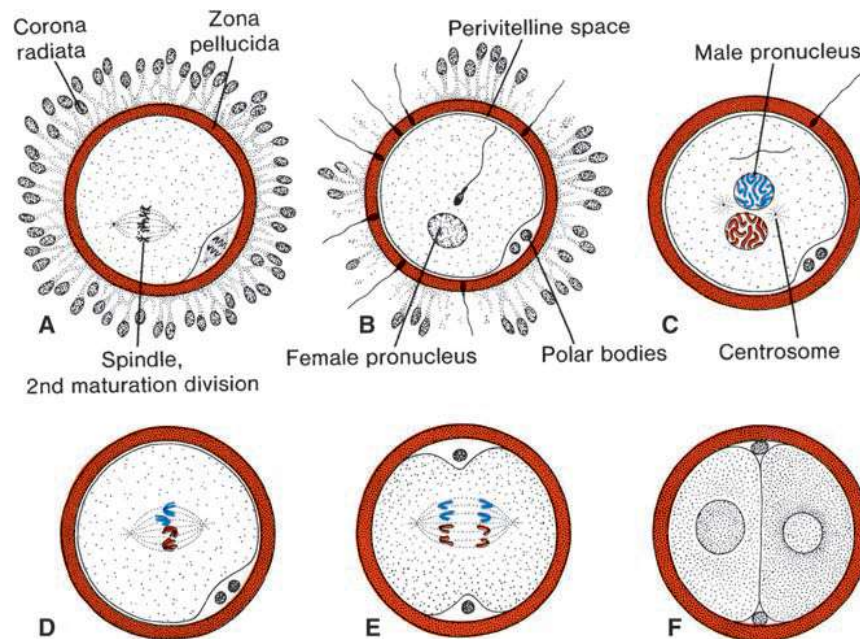 Corona
radiata
Zona
pellucida
Perivitelline space
Male pronucleus
A
B
C
Spindle,
2nd maturation division
Female pronucleus
Polar bodies
Centrosome
D
E
F